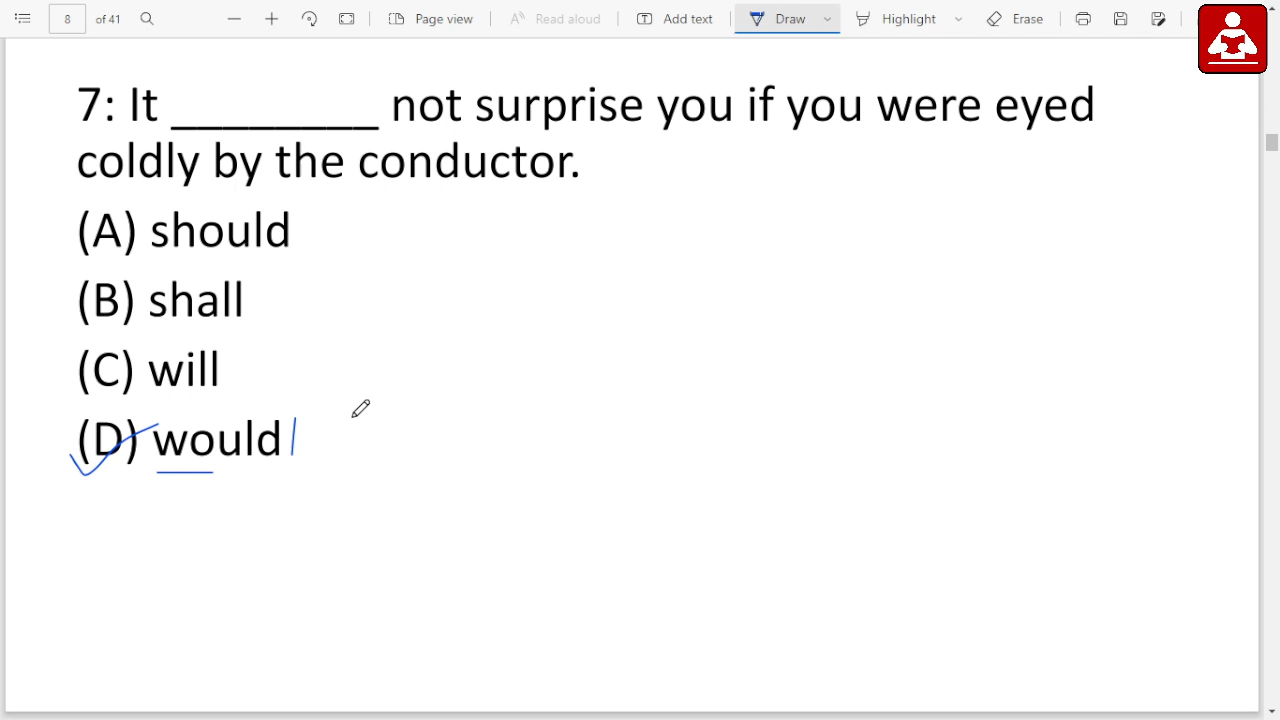 8 of 41 Page view Read aloud Add text Draw Highlight Erase
7: It ________ not surprise you if you were eyed
coldly by the conductor.
(A) should
(B) shall
(C) will
(D) would